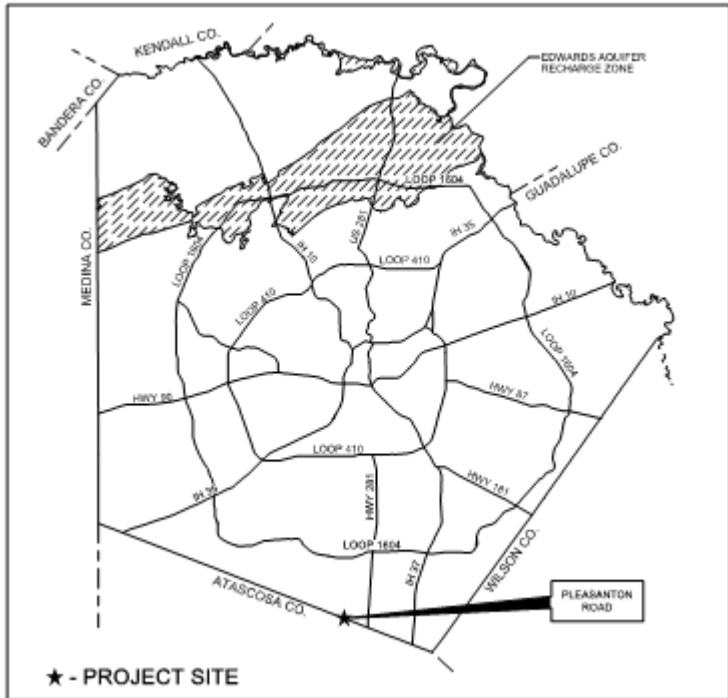 KENDALL CO.
BANDERA CO.
EDWARDS AQUIFER
RECHARGE ZONE
GUADALUPE CO.
LOOP 1604
US 281
IH 35
LOOP 1604
IH 10
LOOP 410
MEDINA CO.
LOOP 410
IH 10
LOOP 1604
HWY 90
HWY 87
LOOP 410
HWY 181
IH 35
HWY 281
LOOP 1604
WILSON CO.
IH 37
ATASCOSA CO.
PLEASANTON
ROAD
★ - PROJECT SITE